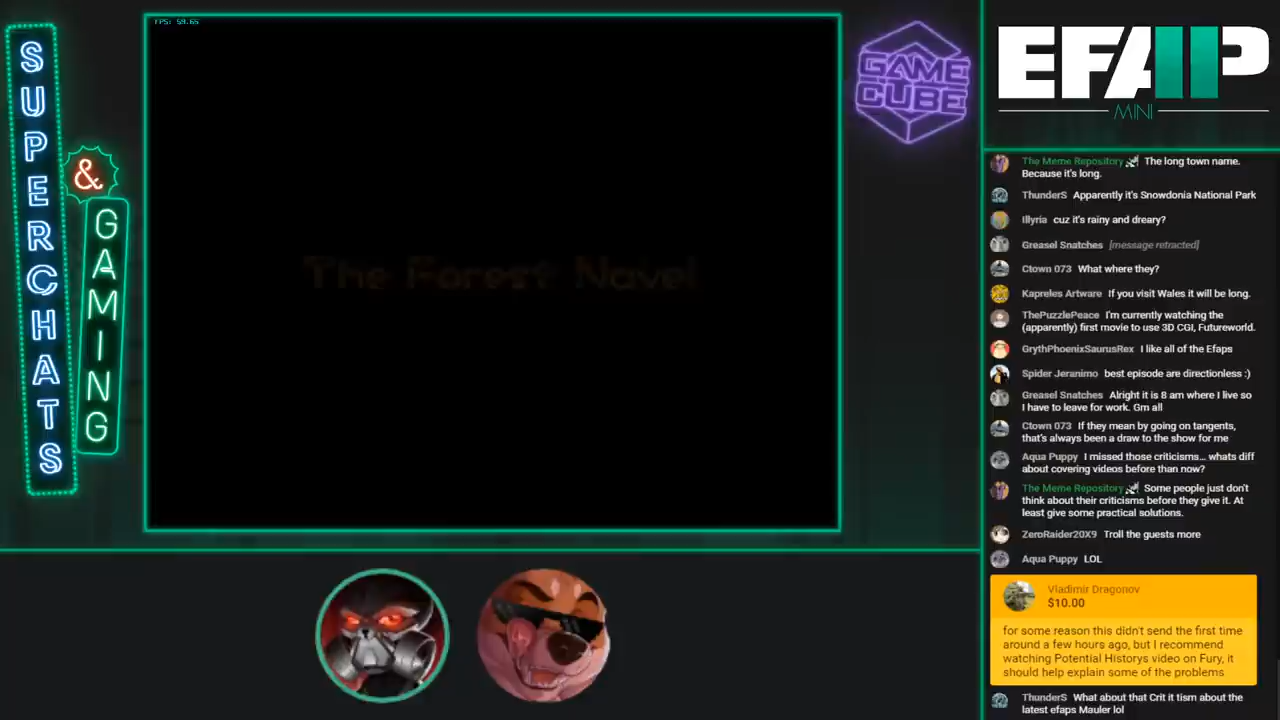 FPS: 59.65
SUPERCHATS
&
GAMING
The Forest Navel
GAME
CUBE
EFAP
MINI
The Meme Repository The long town name.
Because it's long.
ThunderS Apparently it's Snowdonia National Park
Illyria cuz it's rainy and dreary?
Greasel Snatches [message retracted]
Ctown 073 What where they?
Kapreles Artware If you visit Wales it will be long.
ThePuzzlePeace I'm currently watching the
(apparently) first movie to use 3D CGI, Futureworld.
GrythPhoenixSaurusRex I like all of the Efaps
Spider Jeranimo best episode are directionless :)
Greasel Snatches Alright it is 8 am where I live so
I have to leave for work. Gm all
Ctown 073 If they mean by going on tangents,
that's always been a draw to the show for me
Aqua Puppy I missed those criticisms... whats diff
about covering videos before than now?
The Meme Repository Some people just don't
think about their criticisms before they give it. At
least give some practical solutions.
ZeroRaider20X9 Troll the guests more
Aqua Puppy LOL
Vladimir Dragonov
$10.00
for some reason this didn't send the first time
around a few hours ago, but I recommend
watching Potential Historys video on Fury, it
should help explain some of the problems
ThunderS What about that Crit it tism about the
latest efaps Mauler lol